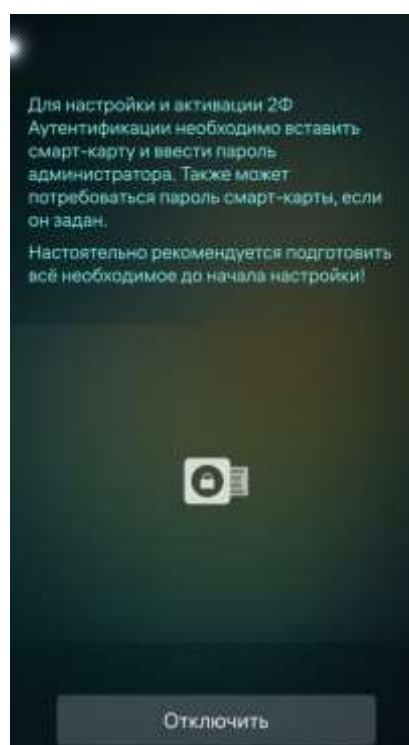 Для настройки и активации 2Ф
Аутентификации необходимо вставить
смарт-карту и ввести пароль
администратора. Также может
потребоваться пароль смарт-карты, если
он задан.
Настоятельно рекомендуется подготовить
всё необходимое до начала настройки!
Отключить